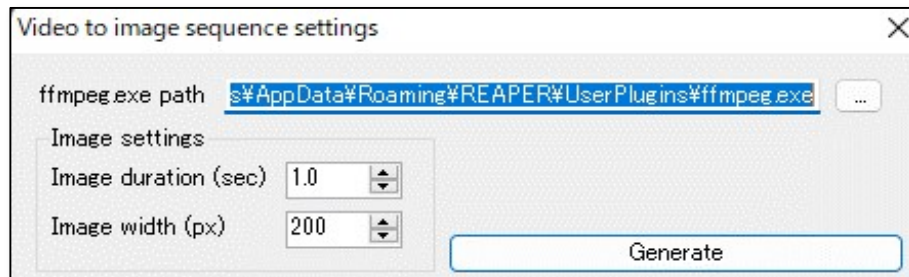 Video to image sequence settings
ffmpeg.exe path s¥AppData¥Roaming¥REAPER¥UserPlugins¥ffmpeg.exe ...
Image settings
Image duration (sec) 1.0
Image width (px) 200
Generate